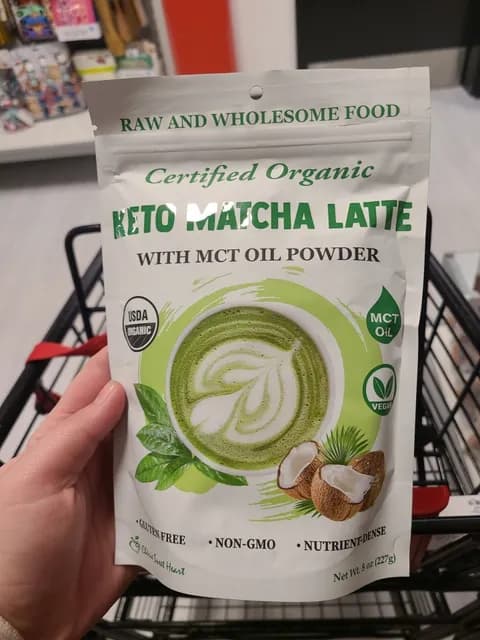 RAW AND WHOLESOME FOOD
Certified Organic
KETO MATCHA LATTE
WITH MCT OIL POWDER
USDA
ORGANIC
MCT
OIL
VEGAN
• GLUTEN FREE
• NON-GMO
• NUTRIENT-DENSE
Net Wt. 8 oz (227g)